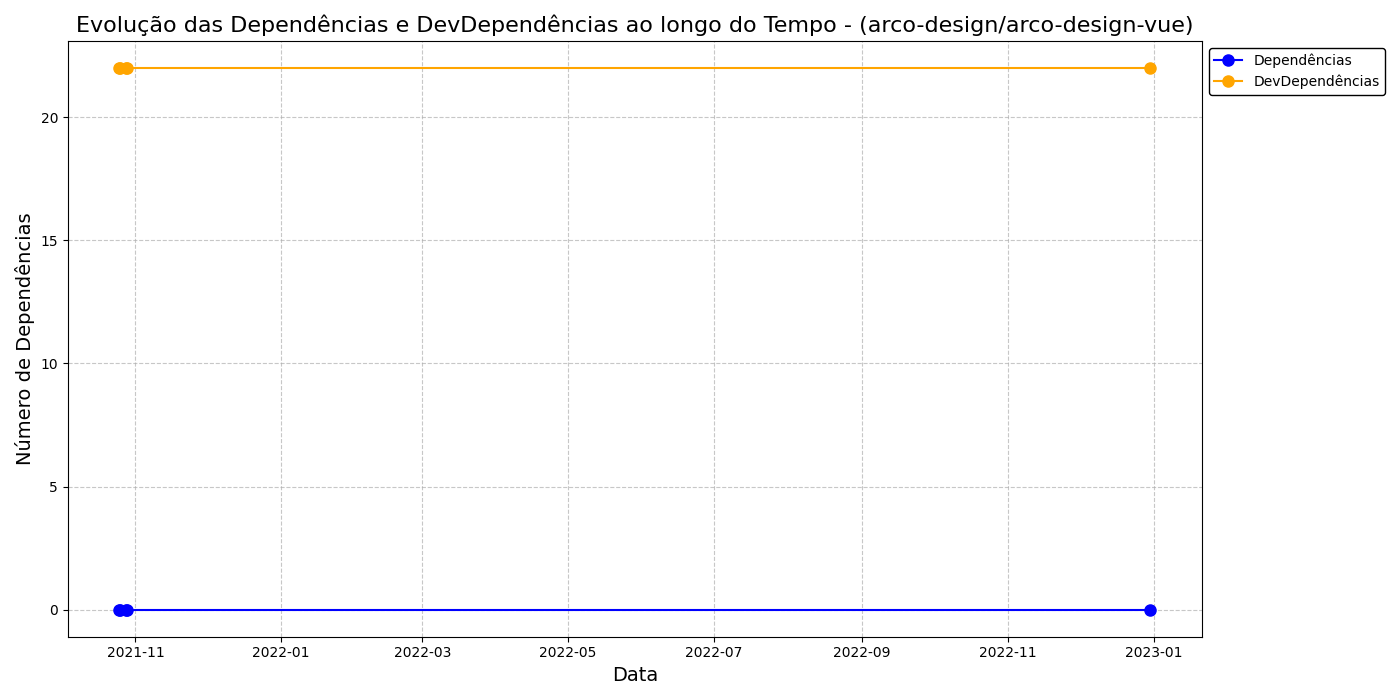 Evolução das Dependências e DevDependências ao longo do Tempo - (arco-design/arco-design-vue)
Dependências
DevDependências
Número de Dependências
20
15
10
5
0
2021-11 2022-01 2022-03 2022-05 2022-07 2022-09 2022-11 2023-01
Data